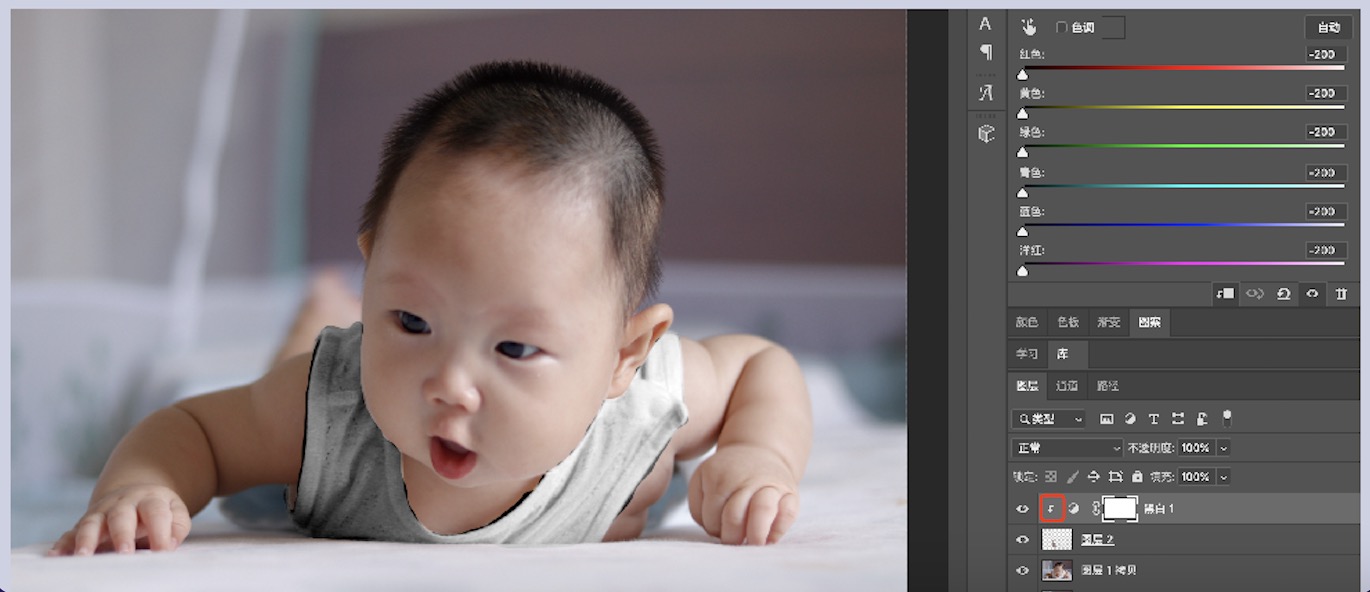 色调 自动
红色: -200
黄色: -200
绿色: -200
青色: -200
蓝色: -200
洋红: -200
颜色 色板 渐变 图案
学习 库
图层 通道 路径
类型
正常 不透明度: 100%
锁定: 填充: 100%
黑白 1
图层 2
图层 1 拷贝